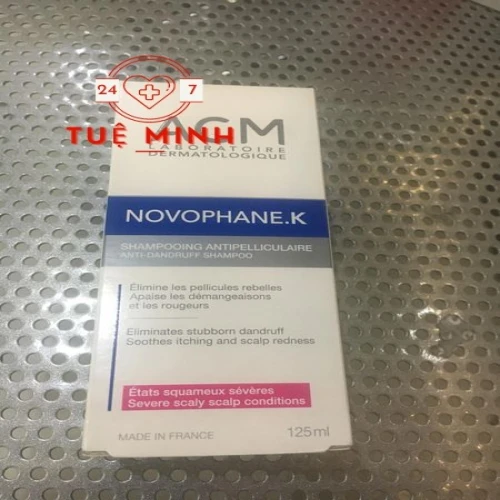 24 7
TUỆ MINH
AGM
LABORATOIRE
DERMATOLOGIQUE
NOVOPHANE.K
SHAMPOOING ANTIPELLICULAIRE
ANTI-DANDRUFF SHAMPOO
Élimine les pellicules rebelles
Apaise les démangeaisons
et les rougeurs
Eliminates stubborn dandruff
Soothes itching and scalp redness
États squameux sévères
Severe scaly scalp conditions
MADE IN FRANCE 125ml